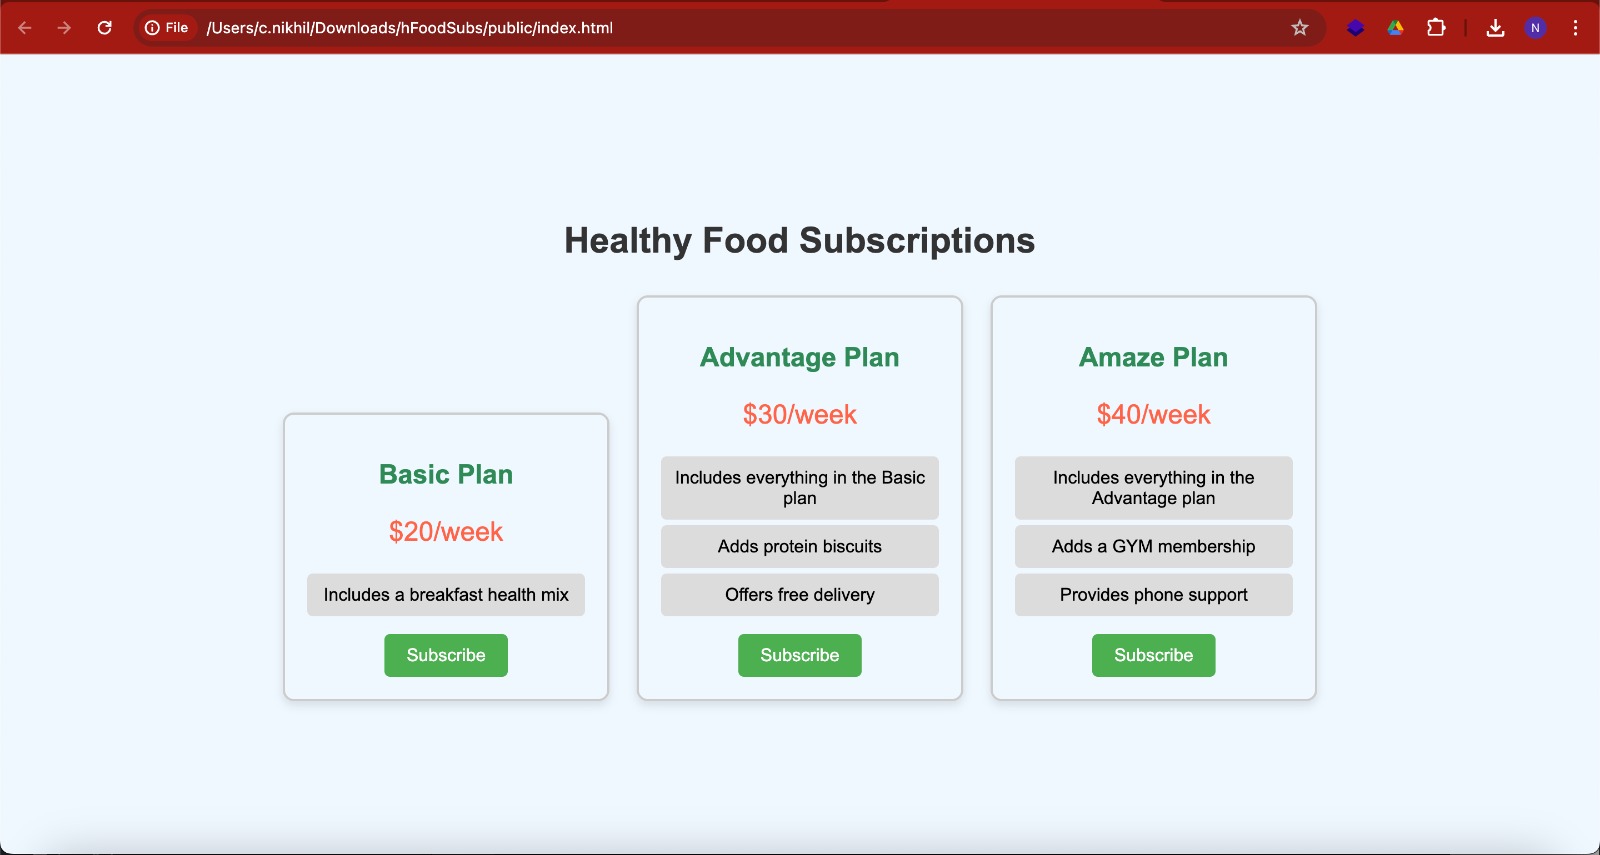 File /Users/c.nikhil/Downloads/hFoodSubs/public/index.html
N
Healthy Food Subscriptions
Basic Plan
$20/week
Includes a breakfast health mix
Subscribe
Advantage Plan
$30/week
Includes everything in the Basic
plan
Adds protein biscuits
Offers free delivery
Subscribe
Amaze Plan
$40/week
Includes everything in the
Advantage plan
Adds a GYM membership
Provides phone support
Subscribe